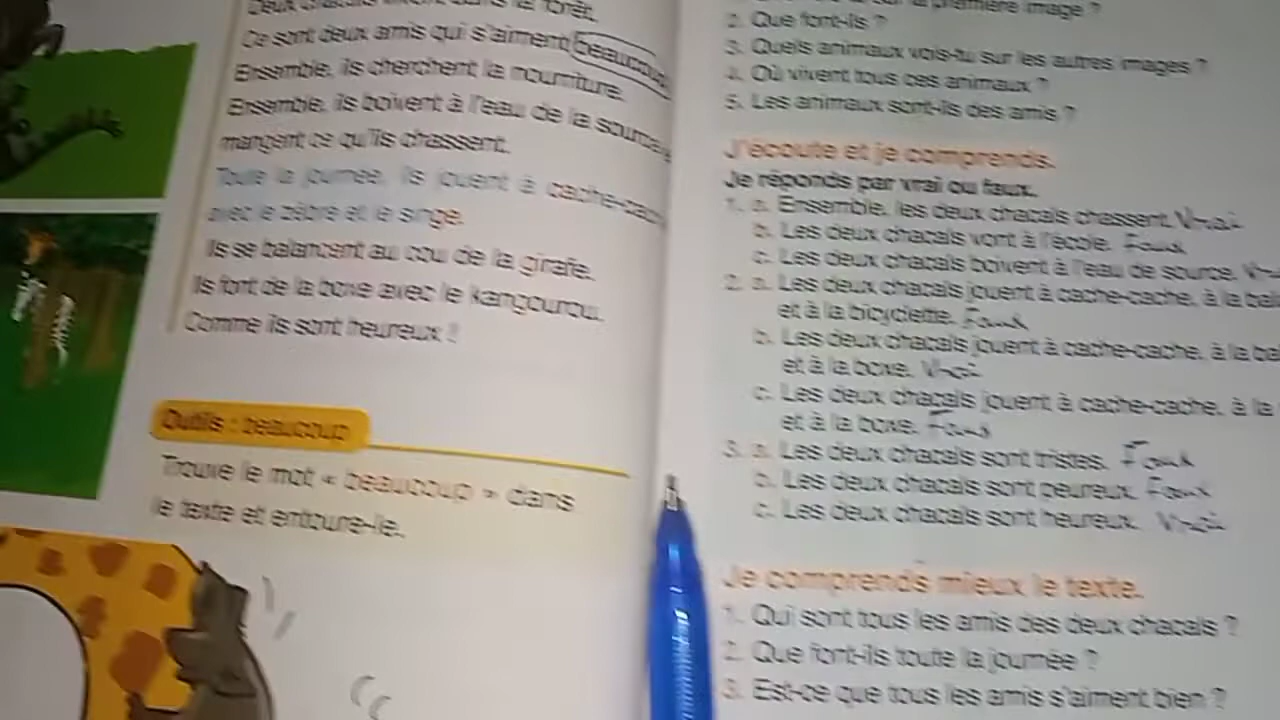 Deux chacals vivent dans la forêt.
Ce sont deux amis qui s'aiment beaucoup
Ensemble, ils cherchent la nourriture.
Ensemble, ils boivent à l'eau de la source
mangent ce qu'ils chassent.
Toute la journée, ils jouent à cache-cache
avec le zèbre et le singe.
Ils se balancent au cou de la girafe.
Ils font de la boxe avec le kangourou.
Comme ils sont heureux !
Outils : beaucoup
Trouve le mot « beaucoup » dans
le texte et entoure-le.
la première image ?
2. Que font-ils ?
3. Quels animaux vois-tu sur les autres images ?
4. Où vivent tous ces animaux ?
5. Les animaux sont-ils des amis ?
J'écoute et je comprends.
Je réponds par vrai ou faux.
1. a. Ensemble, les deux chacals chassent. Vrai
b. Les deux chacals vont à l'école. Faux
c. Les deux chacals boivent à l'eau de source.
2. a. Les deux chacals jouent à cache-cache, à la
et à la bicyclette. Faux
b. Les deux chacals jouent à cache-cache, à la
et à la boxe. Vrai
c. Les deux chacals jouent à cache-cache, à la
et à la boxe. Faux
3. a. Les deux chacals sont tristes. Faux
b. Les deux chacals sont peureux. Faux
c. Les deux chacals sont heureux. Vrai
Je comprends mieux le texte.
1. Qui sont tous les amis des deux chacals ?
2. Que font-ils toute la journée ?
3. Est-ce que tous les amis s'aiment bien ?